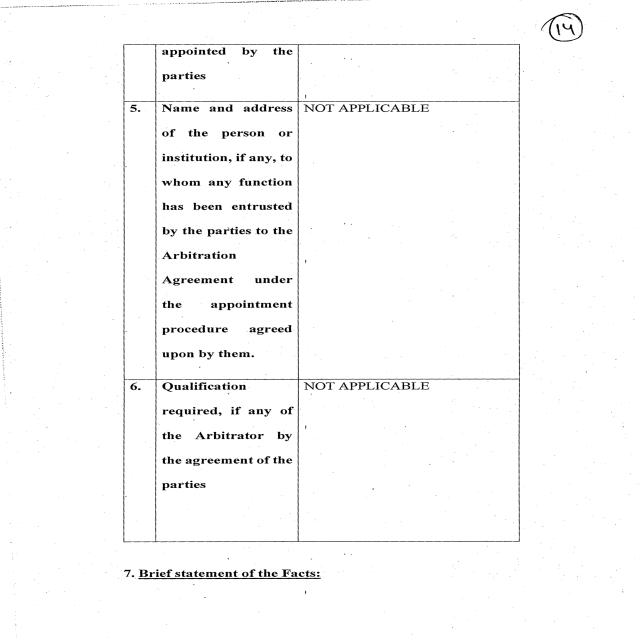 14
appointed by the
parties
5. Name and address NOT APPLICABLE
of the person or
institution, if any, to
whom any function
has been entrusted
by the parties to the
Arbitration
Agreement under
the appointment
procedure agreed
upon by them.
6. Qualification NOT APPLICABLE
required, if any of
the Arbitrator by
the agreement of the
parties
7. Brief statement of the Facts: